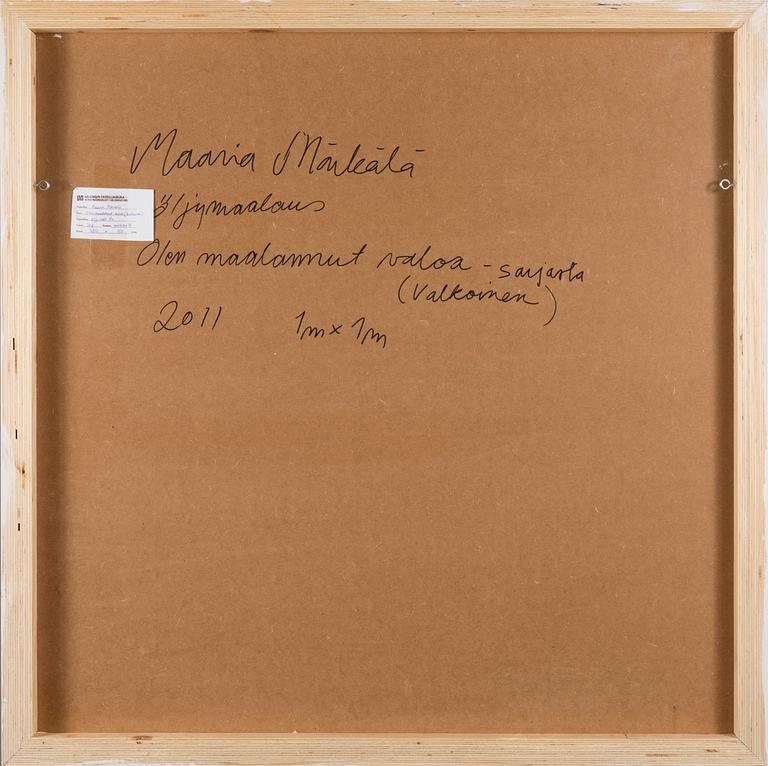 Maaria Märkälä
öljymaalaus
Olen maalannut valoa - sarjasta
(Valkoinen)
2011 1m x 1m